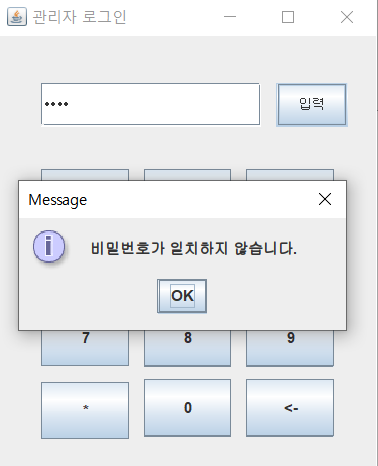 관리자 로그인
••••
입력
Message
비밀번호가 일치하지 않습니다.
OK
7 8 9
* 0 <-